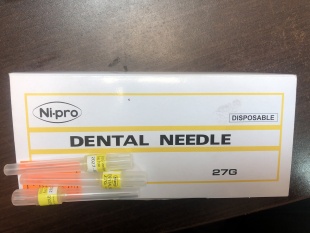 Ni-pro
DISPOSABLE
DENTAL NEEDLE
27G